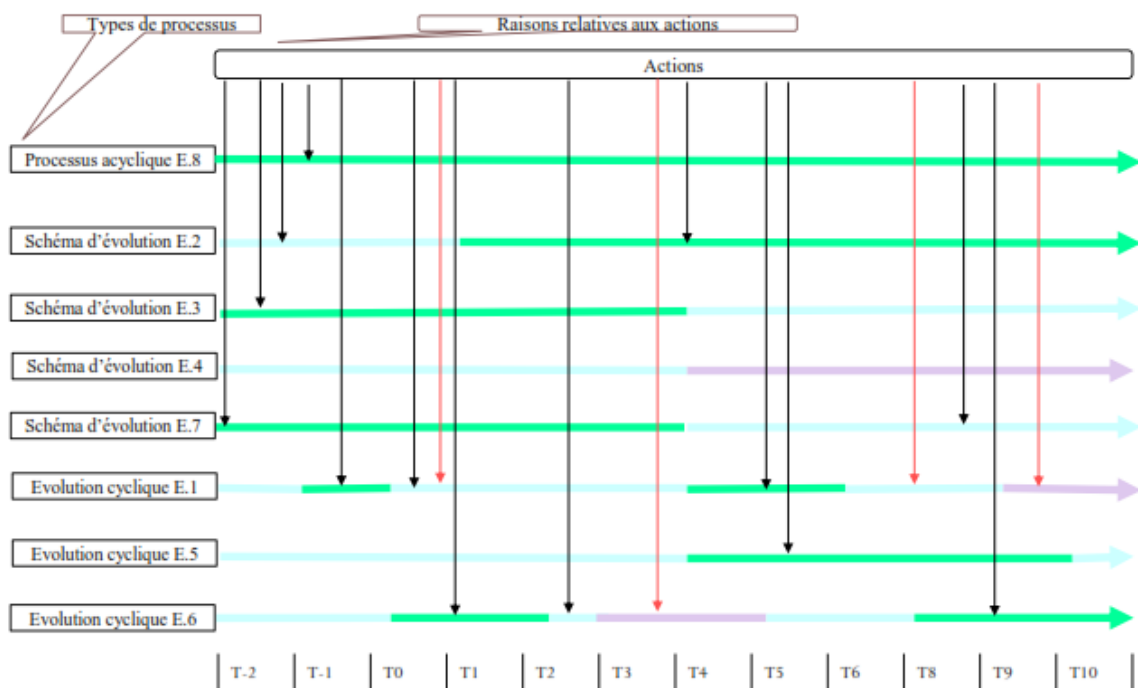 Types de processus
Raisons relatives aux actions
Actions
Processus acyclique E.8
Schéma d'évolution E.2
Schéma d'évolution E.3
Schéma d'évolution E.4
Schéma d'évolution E.7
Evolution cyclique E.1
Evolution cyclique E.5
Evolution cyclique E.6
T-2 T-1 T0 T1 T2 T3 T4 T5 T6 T8 T9 T10